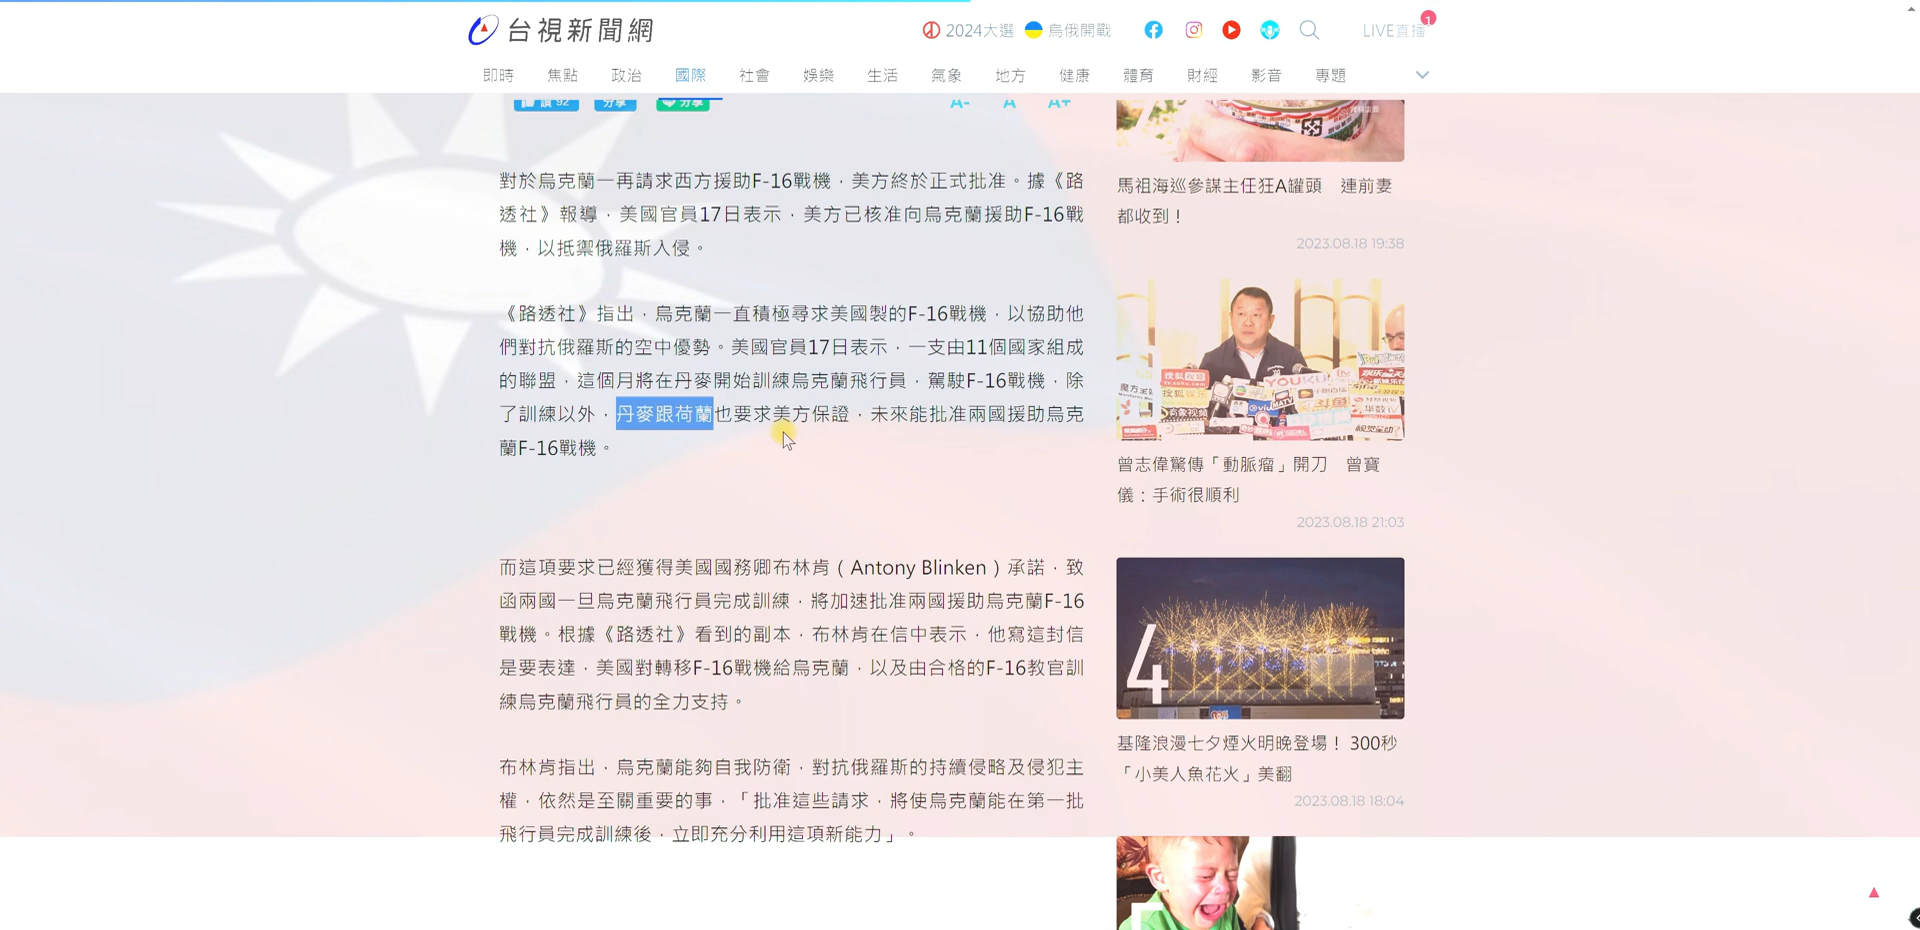 台視新聞網
2024大選
烏俄開戰
LIVE直播
1
即時
焦點
政治
國際
社會
娛樂
生活
氣象
地方
健康
體育
財經
影音
專題
讚 92
分享
分享
A-
A
A+
對於烏克蘭一再請求西方援助F-16戰機，美方終於正式批准。據《路
透社》報導，美國官員17日表示，美方已核准向烏克蘭援助F-16戰
機，以抵禦俄羅斯入侵。
《路透社》指出，烏克蘭一直積極尋求美國製的F-16戰機，以協助他
們對抗俄羅斯的空中優勢。美國官員17日表示，一支由11個國家組成
的聯盟，這個月將在丹麥開始訓練烏克蘭飛行員，駕駛F-16戰機，除
了訓練以外，丹麥跟荷蘭也要求美方保證，未來能批准兩國援助烏克
蘭F-16戰機。
而這項要求已經獲得美國國務卿布林肯（Antony Blinken）承諾，致
函兩國一旦烏克蘭飛行員完成訓練，將加速批准兩國援助烏克蘭F-16
戰機。根據《路透社》看到的副本，布林肯在信中表示，他寫這封信
是要表達，美國對轉移F-16戰機給烏克蘭，以及由合格的F-16教官訓
練烏克蘭飛行員的全力支持。
布林肯指出，烏克蘭能夠自我防衛，對抗俄羅斯的持續侵略及侵犯主
權，依然是至關重要的事，「批准這些請求，將使烏克蘭能在第一批
飛行員完成訓練後，立即充分利用這項新能力」。
馬祖海巡參謀主任狂A罐頭　連前妻
都收到！
2023.08.18 19:38
搜狐視頻
tv.sohu.com
YOUKU
VidMATV
曾志偉驚傳「動脈瘤」開刀　曾寶
儀：手術很順利
2023.08.18 21:03
4
基隆浪漫七夕煙火明晚登場！ 300秒
「小美人魚花火」美翻
2023.08.18 18:04